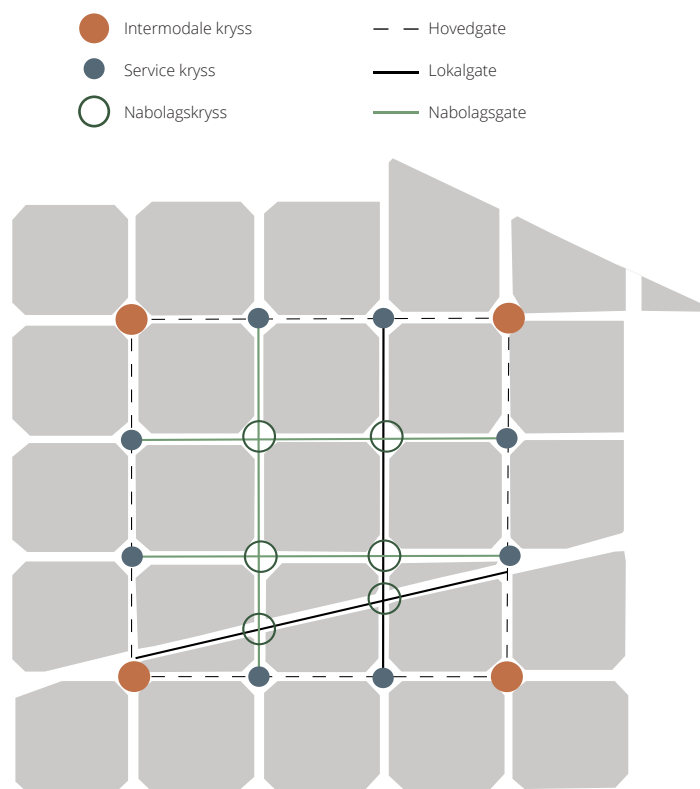 Intermodale kryss
Hovedgate
Service kryss
Lokalgate
Nabolagskryss
Nabolagsgate